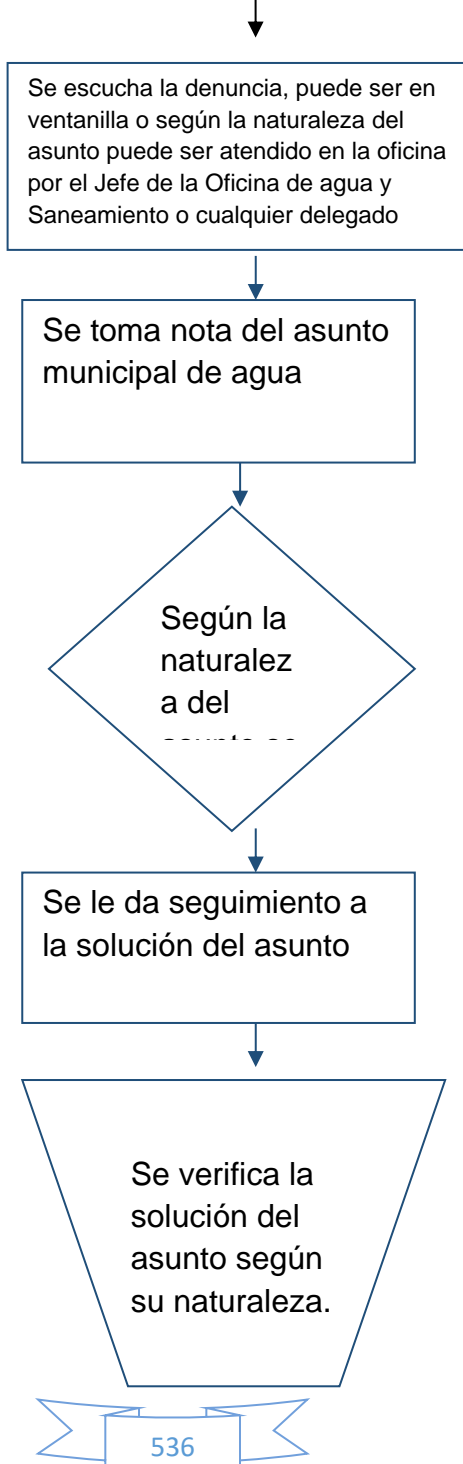 Se escucha la denuncia, puede ser en
ventanilla o según la naturaleza del
asunto puede ser atendido en la oficina
por el Jefe de la Oficina de agua y
Saneamiento o cualquier delegado
Se toma nota del asunto
municipal de agua
Según la
naturalez
a del
Se le da seguimiento a
la solución del asunto
Se verifica la
solución del
asunto según
su naturaleza.
536